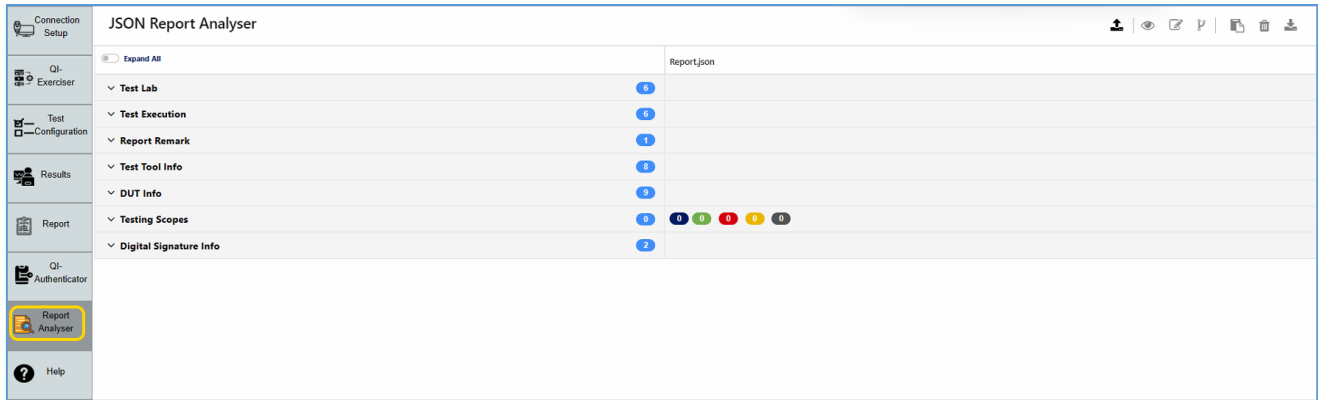 Connection
Setup
QI-
Exerciser
Test
Configuration
Results
Report
QI-
Authenticator
Report
Analyser
Help
JSON Report Analyser
Expand All
Report.json
Test Lab 6
Test Execution 6
Report Remark 1
Test Tool Info 8
DUT Info 9
Testing Scopes 0 0 0 0 0 0
Digital Signature Info 2